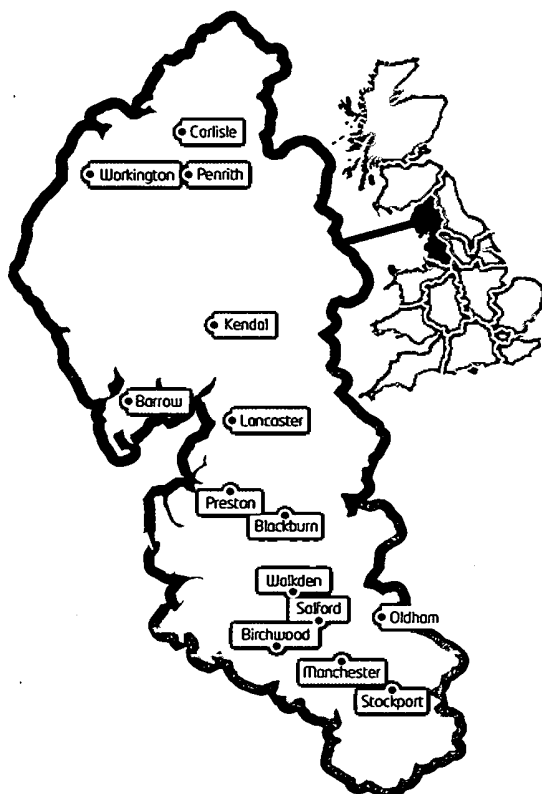 Carlisle
Workington
Penrith
Kendal
Barrow
Lancaster
Preston
Blackburn
Walkden
Salford
Oldham
Birchwood
Manchester
Stockport